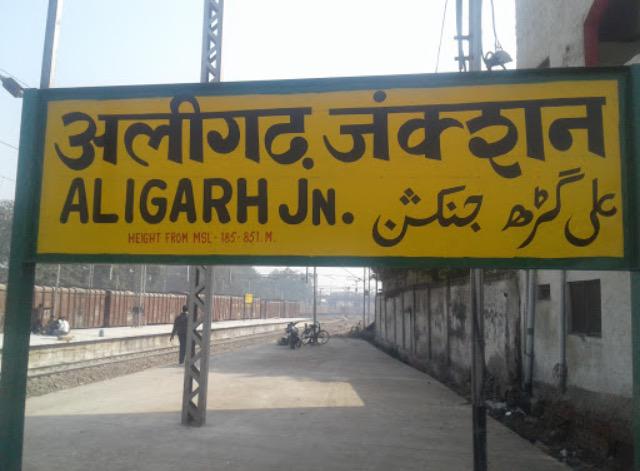 अलीगढ़ जंक्शन
ALIGARH JN.
علی گڑھ جنکشن
HEIGHT FROM MSL- 185-851.M.